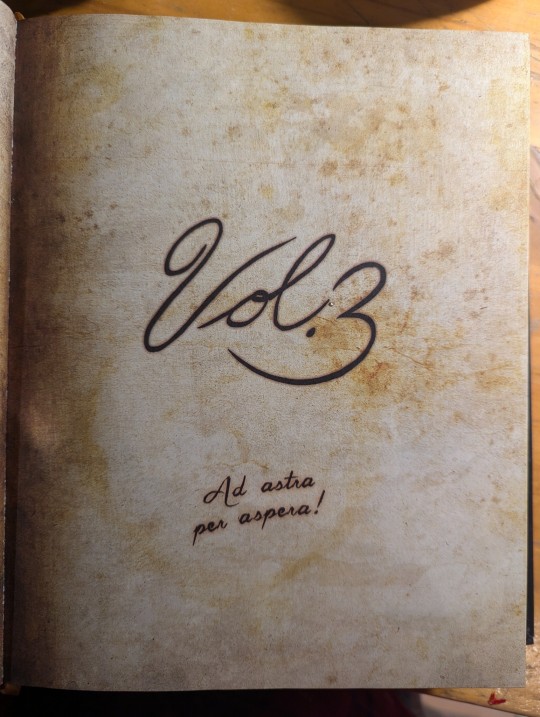 Vol. 3
Ad astra
per aspera!